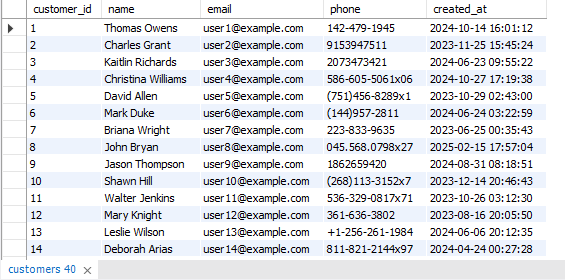 customer_id name email phone created_at
1 Thomas Owens user1@example.com 142-479-1945 2024-10-14 16:01:12
2 Charles Grant user2@example.com 9153947511 2023-11-25 15:45:24
3 Kaitlin Richards user3@example.com 2073473421 2024-06-23 09:55:22
4 Christina Williams user4@example.com 586-605-5061x06 2024-10-27 17:19:38
5 David Allen user5@example.com (751)456-8289x1 2023-10-29 02:43:00
6 Mark Duke user6@example.com (144)957-2811 2024-06-24 03:22:59
7 Briana Wright user7@example.com 223-833-9635 2023-06-25 00:35:43
8 John Bryan user8@example.com 045.568.0798x27 2025-02-15 17:57:04
9 Jason Thompson user9@example.com 1862659420 2024-08-31 08:18:51
10 Shawn Hill user10@example.com (268)113-3152x7 2023-12-14 20:46:43
11 Walter Jenkins user11@example.com 536-329-0817x71 2023-10-26 03:12:30
12 Mary Knight user12@example.com 361-636-3802 2023-08-16 20:05:50
13 Leslie Wilson user13@example.com +1-256-261-1984 2024-06-06 20:12:35
14 Deborah Arias user14@example.com 811-821-2144x97 2024-04-24 00:27:28
customers 40